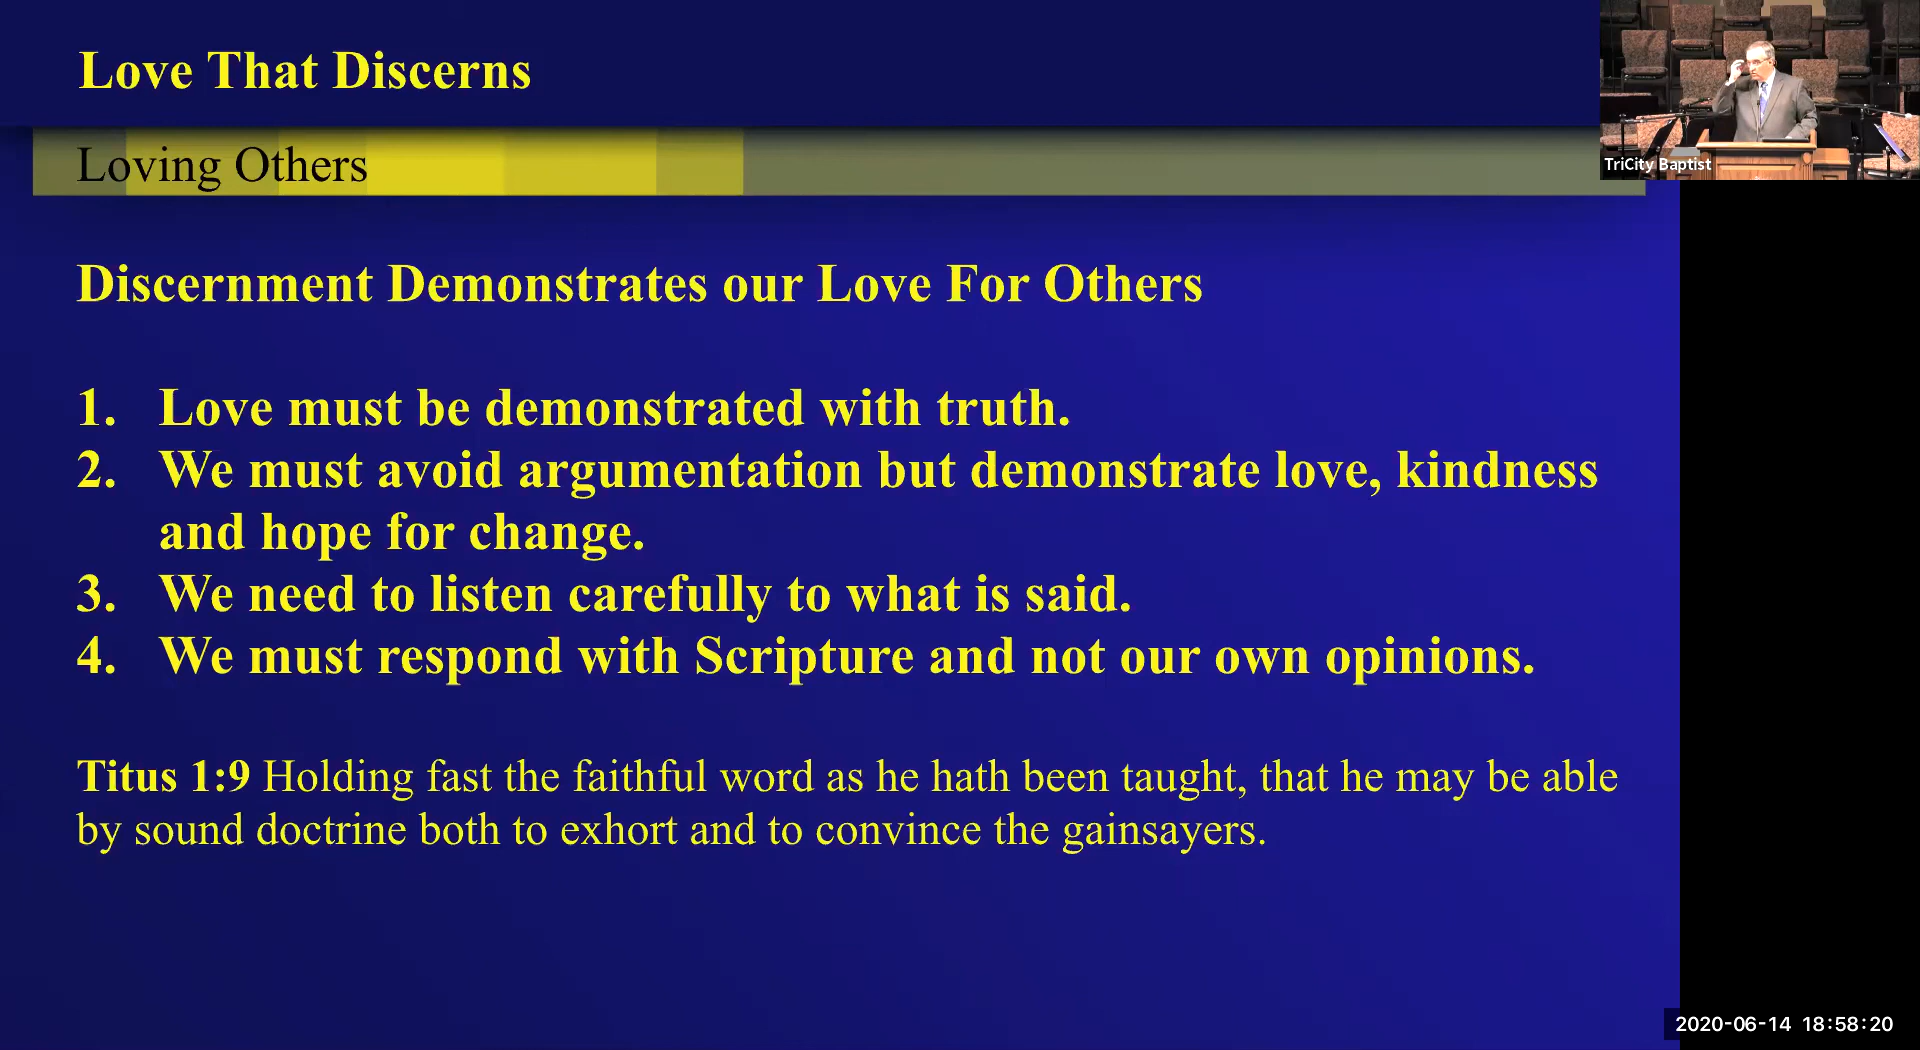 Love That Discerns
TriCity Baptist
Loving Others
Discernment Demonstrates our Love For Others
1. Love must be demonstrated with truth.
2. We must avoid argumentation but demonstrate love, kindness
and hope for change.
3. We need to listen carefully to what is said.
4. We must respond with Scripture and not our own opinions.
Titus 1:9 Holding fast the faithful word as he hath been taught, that he may be able
by sound doctrine both to exhort and to convince the gainsayers.
2020-06-14 18:58:20